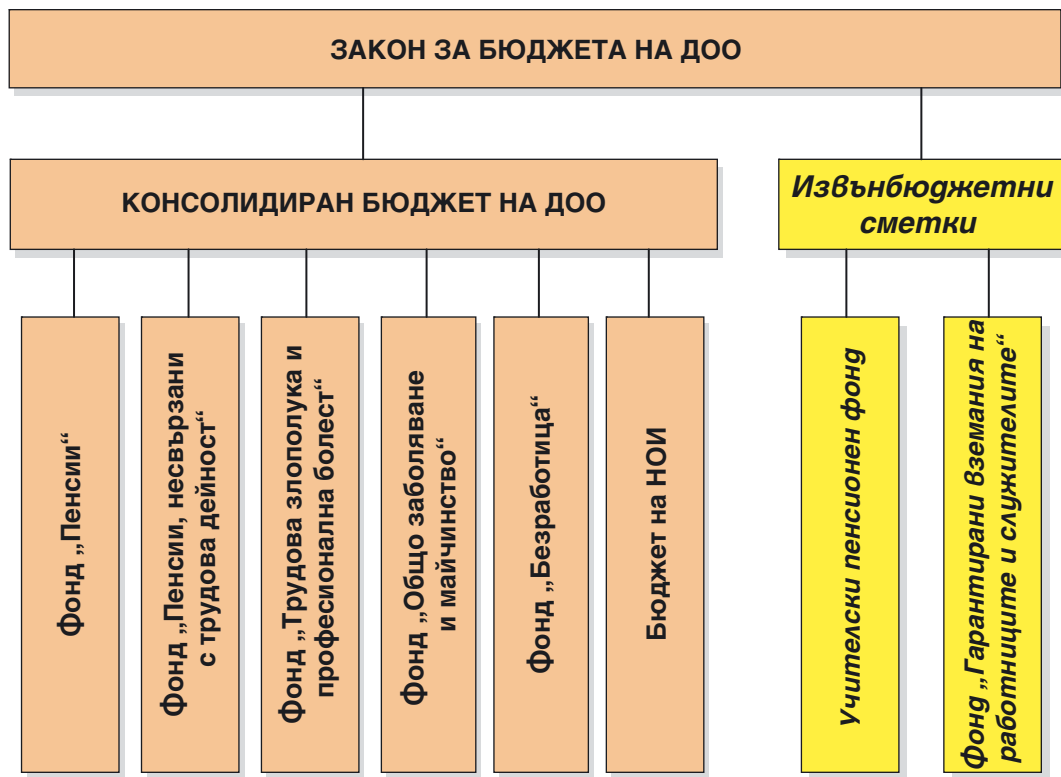 ЗАКОН ЗА БЮДЖЕТА НА ДОО
КОНСОЛИДИРАН БЮДЖЕТ НА ДОО
Извънбюджетни
сметки
Фонд „Пенсии“
Фонд „Пенсии, несвързани
с трудова дейност“
Фонд „Трудова злополука и
професионална болест“
Фонд „Общо заболяване
и майчинство“
Фонд „Безработица“
Бюджет на НОИ
Учителски пенсионен фонд
Фонд „Гарантирани вземания на
работниците и служителите“